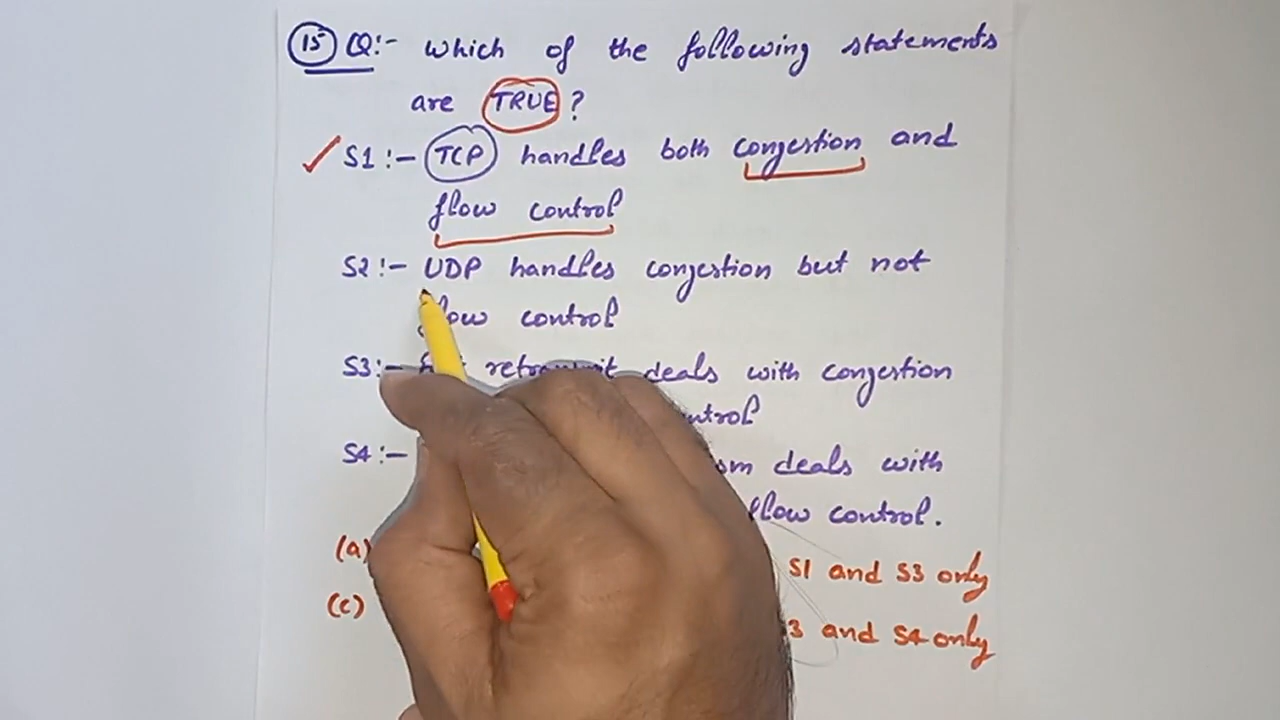 15 Q:- which of the following statements
are TRUE?
S1:- TCP handles both congestion and
flow control
S2:- UDP handles congestion but not
flow control
S3:- retransmit deals with congestion
S4:- deals with
flow control.
(a) S1 and S3 only
(c) and S4 only